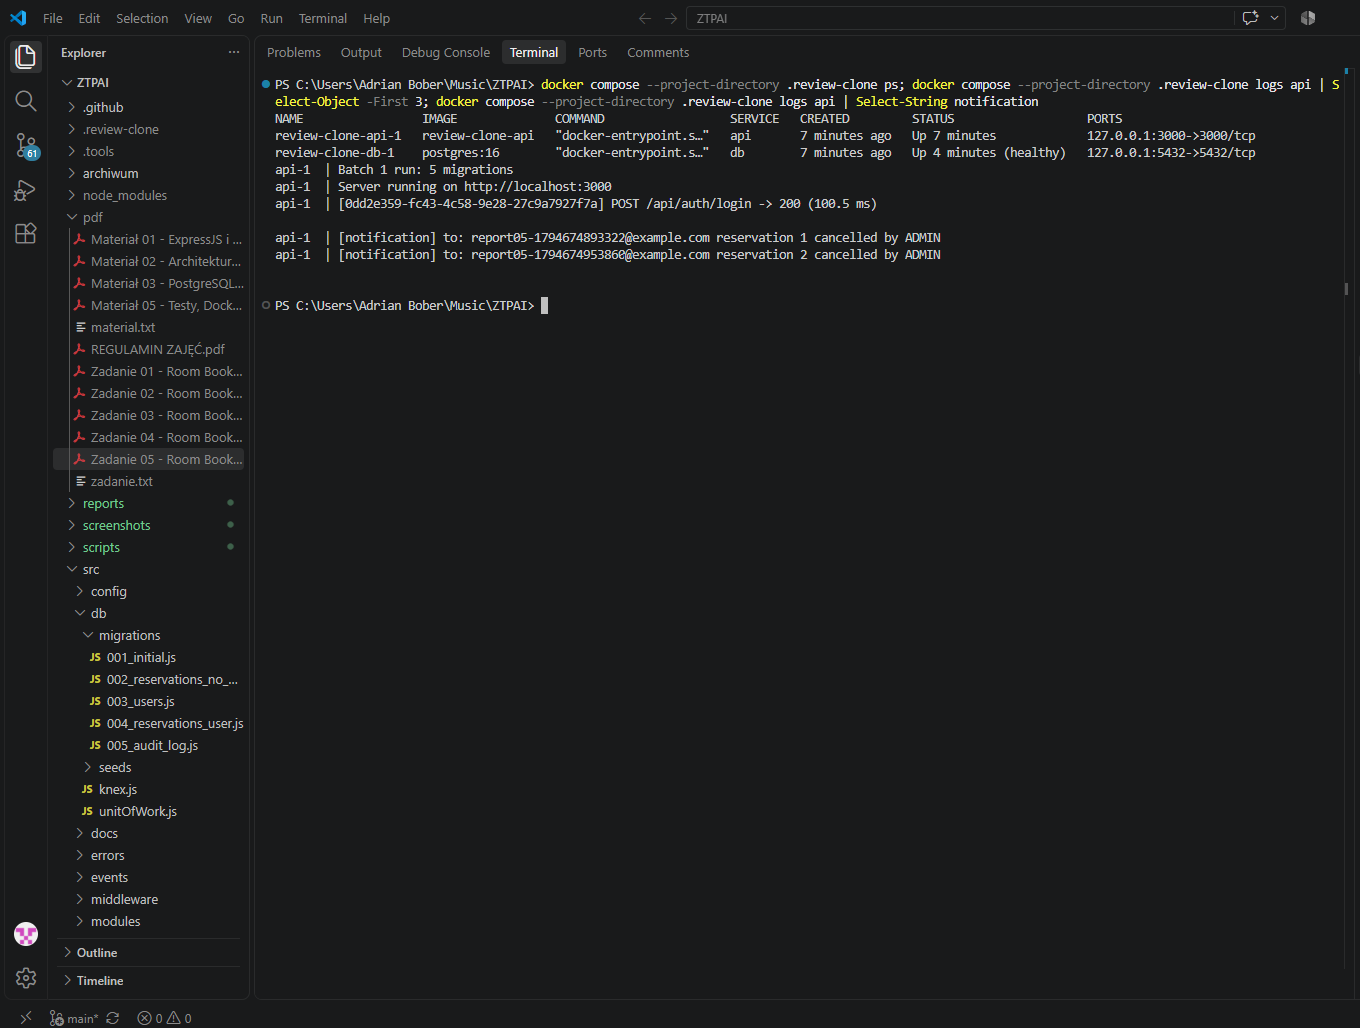 File Edit Selection View Go Run Terminal Help
ZTPAI
Explorer
ZTPAI
.github
.review-clone
.tools
archiwum
node_modules
pdf
Materiał 01 - ExpressJS i ...
Materiał 02 - Architektur...
Materiał 03 - PostgreSQL...
Materiał 05 - Testy, Dock...
material.txt
REGULAMIN ZAJĘĆ.pdf
Zadanie 01 - Room Book...
Zadanie 02 - Room Book...
Zadanie 03 - Room Book...
Zadanie 04 - Room Book...
Zadanie 05 - Room Book...
zadanie.txt
reports
screenshots
scripts
src
config
db
migrations
JS 001_initial.js
JS 002_reservations_no_...
JS 003_users.js
JS 004_reservations_user.js
JS 005_audit_log.js
seeds
JS knex.js
JS unitOfWork.js
docs
errors
events
middleware
modules
Outline
Timeline
61
Problems Output Debug Console Terminal Ports Comments
PS C:\Users\Adrian Bober\Music\ZTPAI> docker compose --project-directory .review-clone ps; docker compose --project-directory .review-clone logs api | S
elect-Object -First 3; docker compose --project-directory .review-clone logs api | Select-String notification
NAME IMAGE COMMAND SERVICE CREATED STATUS PORTS
review-clone-api-1 review-clone-api "docker-entrypoint.s…" api 7 minutes ago Up 7 minutes 127.0.0.1:3000->3000/tcp
review-clone-db-1 postgres:16 "docker-entrypoint.s…" db 7 minutes ago Up 4 minutes (healthy) 127.0.0.1:5432->5432/tcp
api-1 | Batch 1 run: 5 migrations
api-1 | Server running on http://localhost:3000
api-1 | [0dd2e359-fc43-4c58-9e28-27c9a7927f7a] POST /api/auth/login -> 200 (100.5 ms)
api-1 | [notification] to: report05-1794674893322@example.com reservation 1 cancelled by ADMIN
api-1 | [notification] to: report05-1794674953860@example.com reservation 2 cancelled by ADMIN
PS C:\Users\Adrian Bober\Music\ZTPAI>
main* 0 0